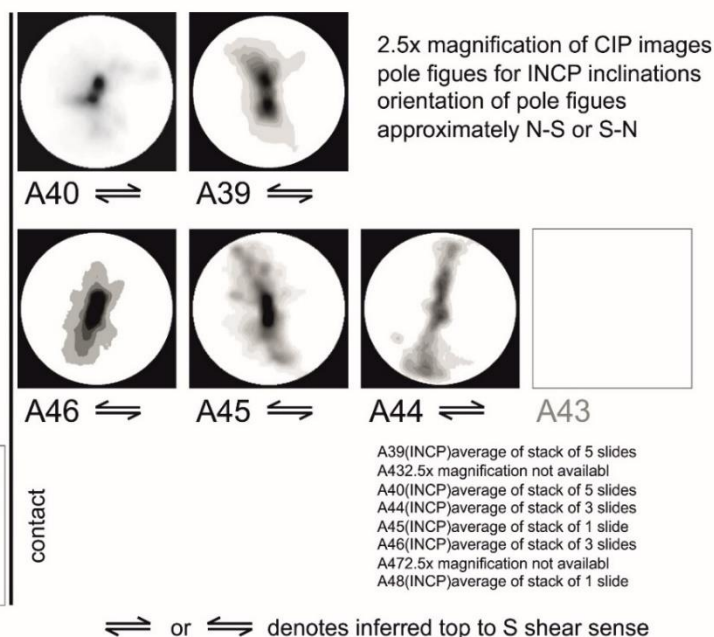 2.5x magnification of CIP images
pole figues for INCP inclinations
orientation of pole figues
approximately N-S or S-N
A40 ⇌ A39 ⇋
A46 ⇋ A45 ⇋ A44 ⇌ A43
A39(INCP)average of stack of 5 slides
A432.5x magnification not availabl
A40(INCP)average of stack of 5 slides
A44(INCP)average of stack of 3 slides
A45(INCP)average of stack of 1 slide
A46(INCP)average of stack of 3 slides
A472.5x magnification not availabl
A48(INCP)average of stack of 1 slide
contact
⇌ or ⇋ denotes inferred top to S shear sense